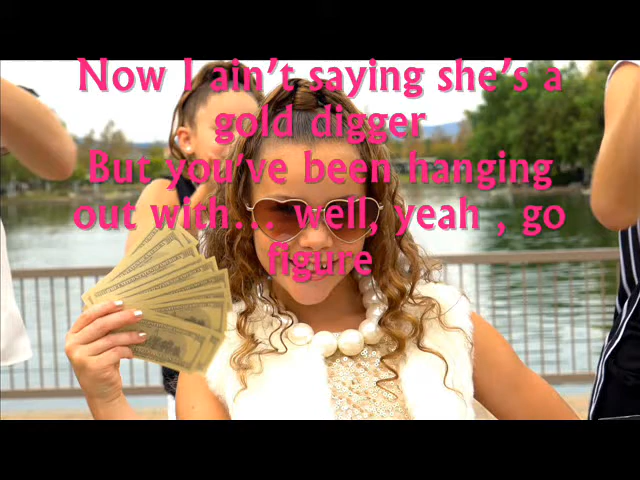 Now I ain't saying she's a
gold digger
But you've been hanging
out with... well, yeah , go
figure